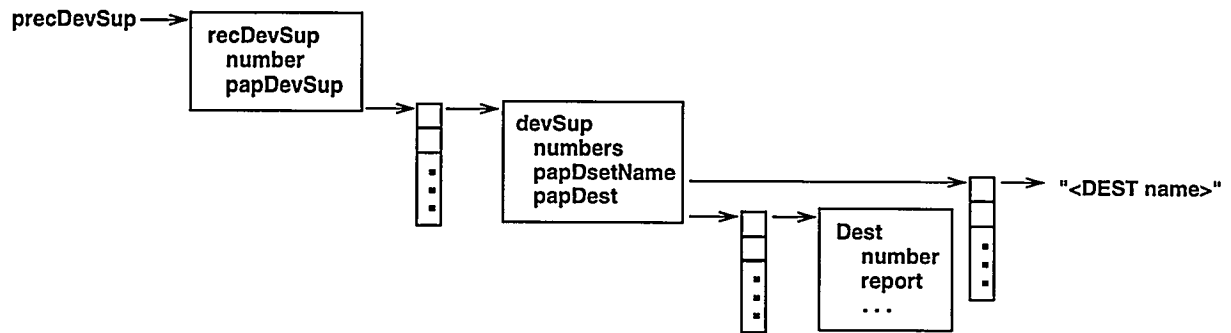 precDevSup
recDevSup
number
papDevSup
devSup
numbers
papDsetName
papDest
"<DEST name>"
Dest
number
report
...